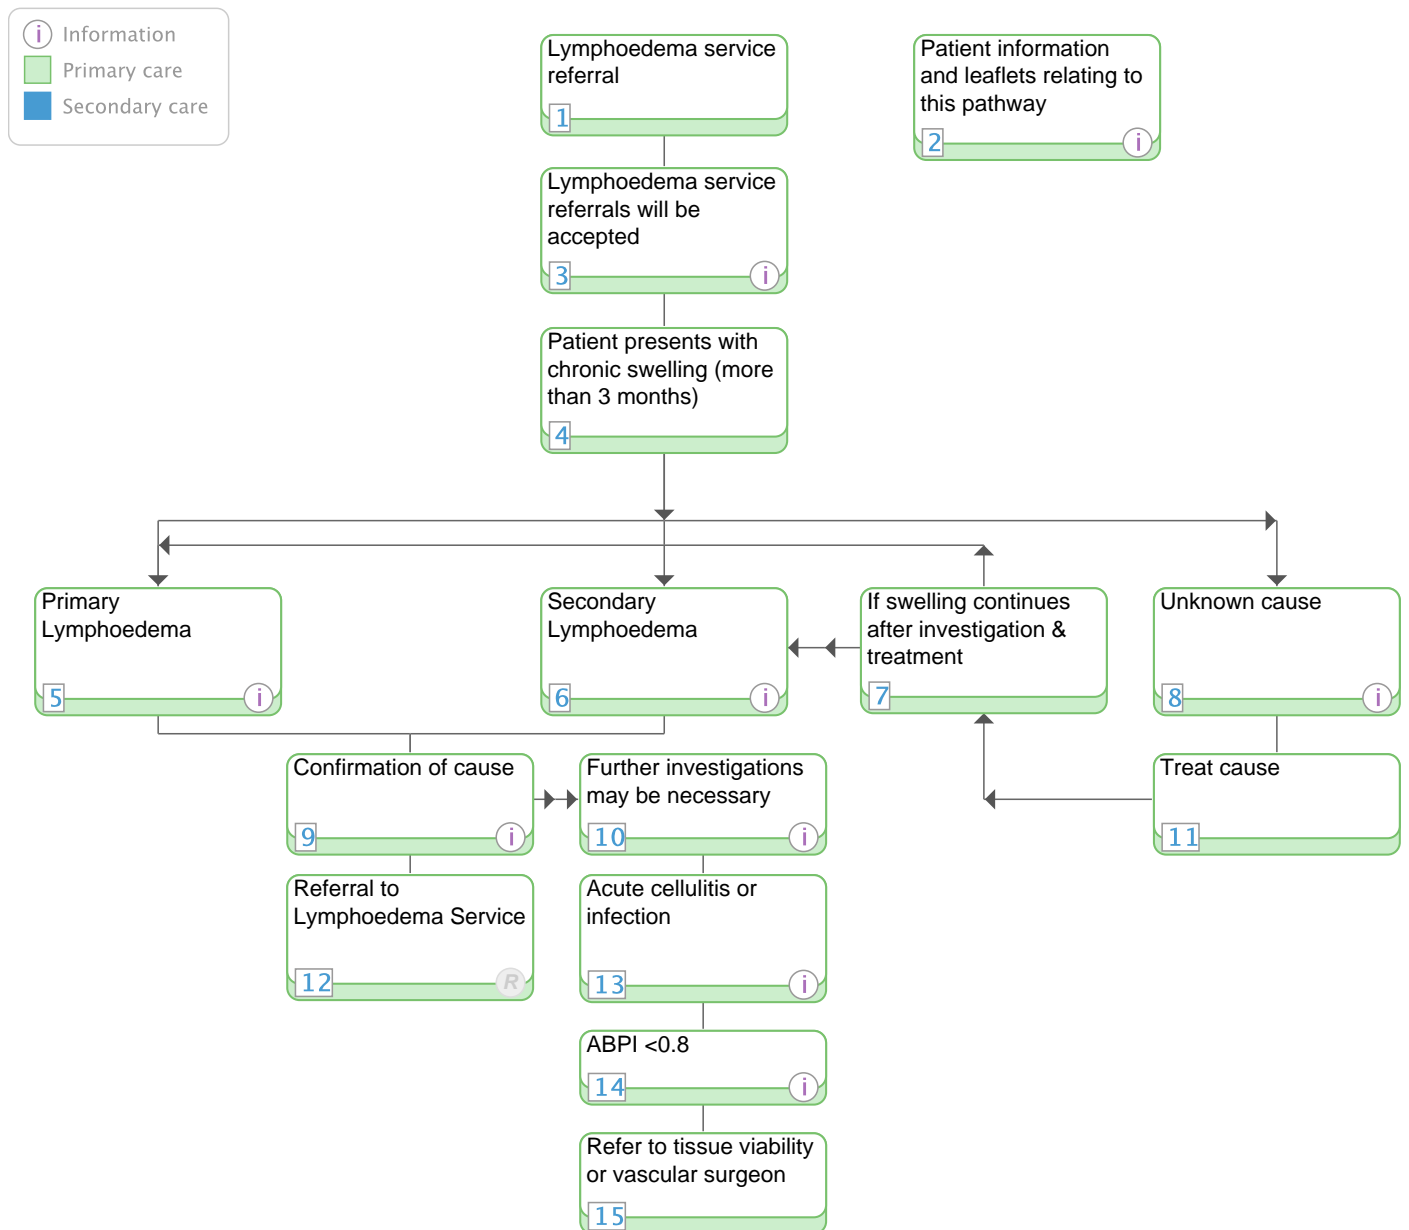 i Information
Primary care
Secondary care
Lymphoedema service
referral
1
Patient information
and leaflets relating to
this pathway
2 i
Lymphoedema service
referrals will be
accepted
3 i
Patient presents with
chronic swelling (more
than 3 months)
4
Primary
Lymphoedema
5 i
Secondary
Lymphoedema
6 i
If swelling continues
after investigation &
treatment
7
Unknown cause
8 i
Confirmation of cause
9 i
Further investigations
may be necessary
10 i
Treat cause
11
Referral to
Lymphoedema Service
12 R
Acute cellulitis or
infection
13 i
ABPI <0.8
14 i
Refer to tissue viability
or vascular surgeon
15